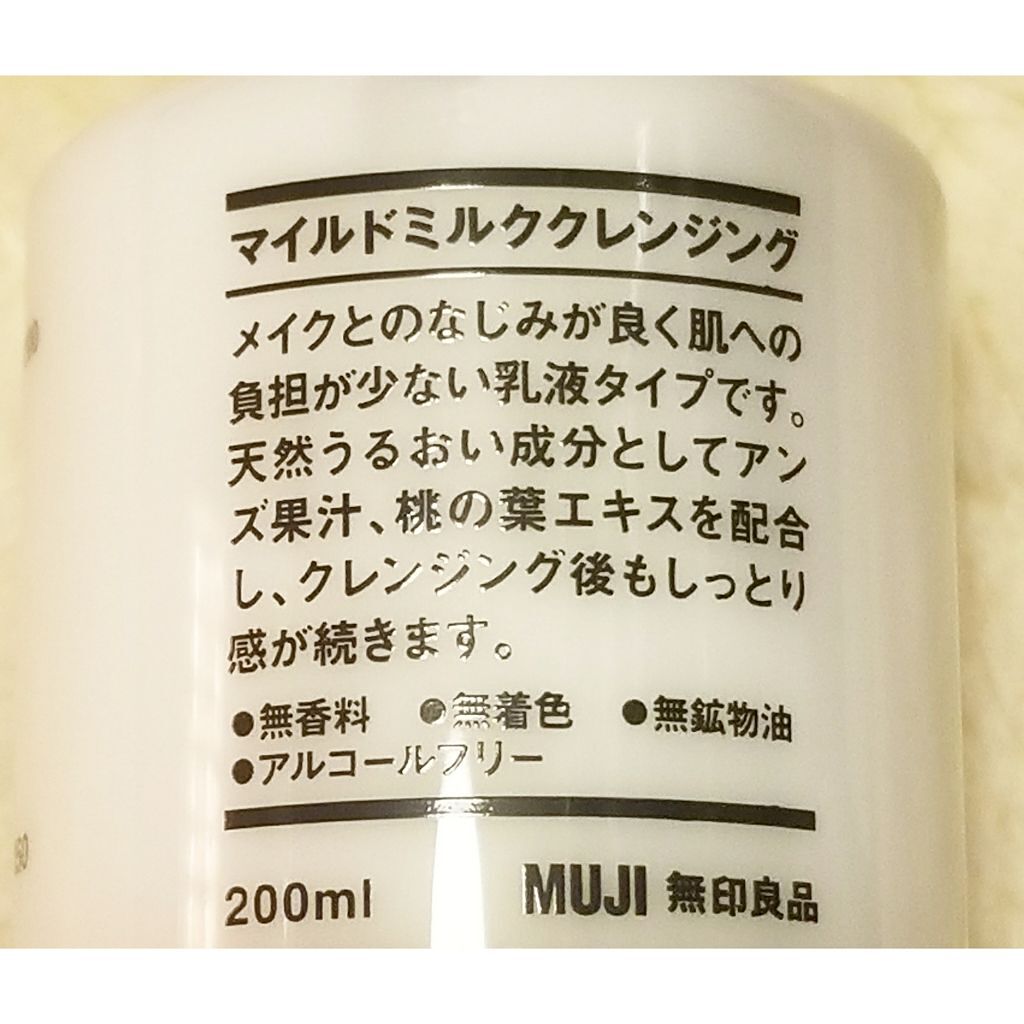 マイルドミルククレンジング
メイクとのなじみが良く肌への
負担が少ない乳液タイプです。
天然うるおい成分としてアン
ズ果汁、桃の葉エキスを配合
し、クレンジング後もしっとり
感が続きます。
●無香料 ●無着色 ●無鉱物油
●アルコールフリー
200ml MUJI 無印良品